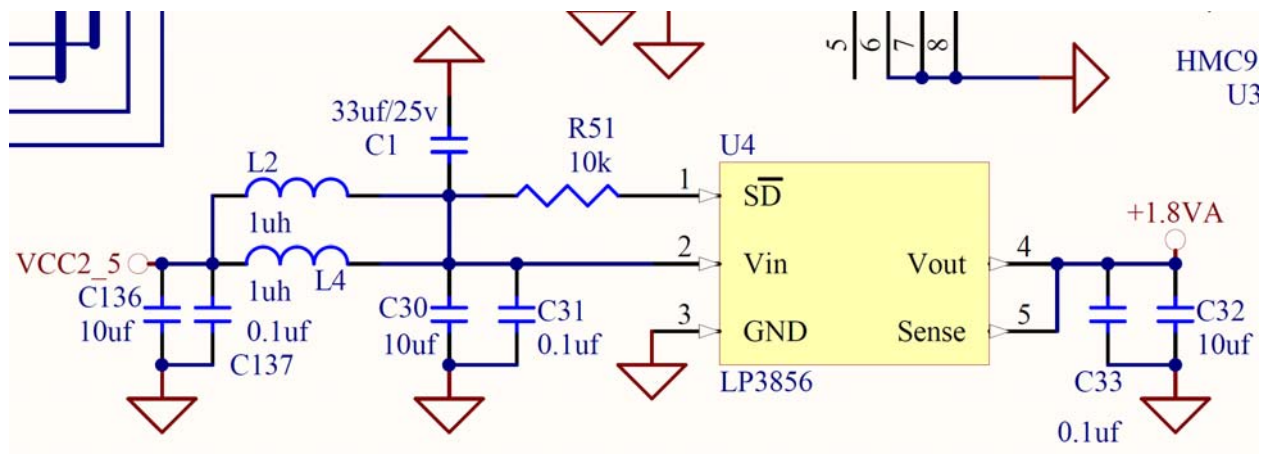 5
6
7
8
HMC9
U3
33uf/25v
C1
R51
10k
U4
L2
1uh
1
SD
+1.8VA
VCC2_5
1uh
L4
2
Vin
Vout
4
C136
10uf
0.1uf
C137
C30
10uf
C31
0.1uf
3
GND
Sense
5
LP3856
C32
10uf
C33
0.1uf